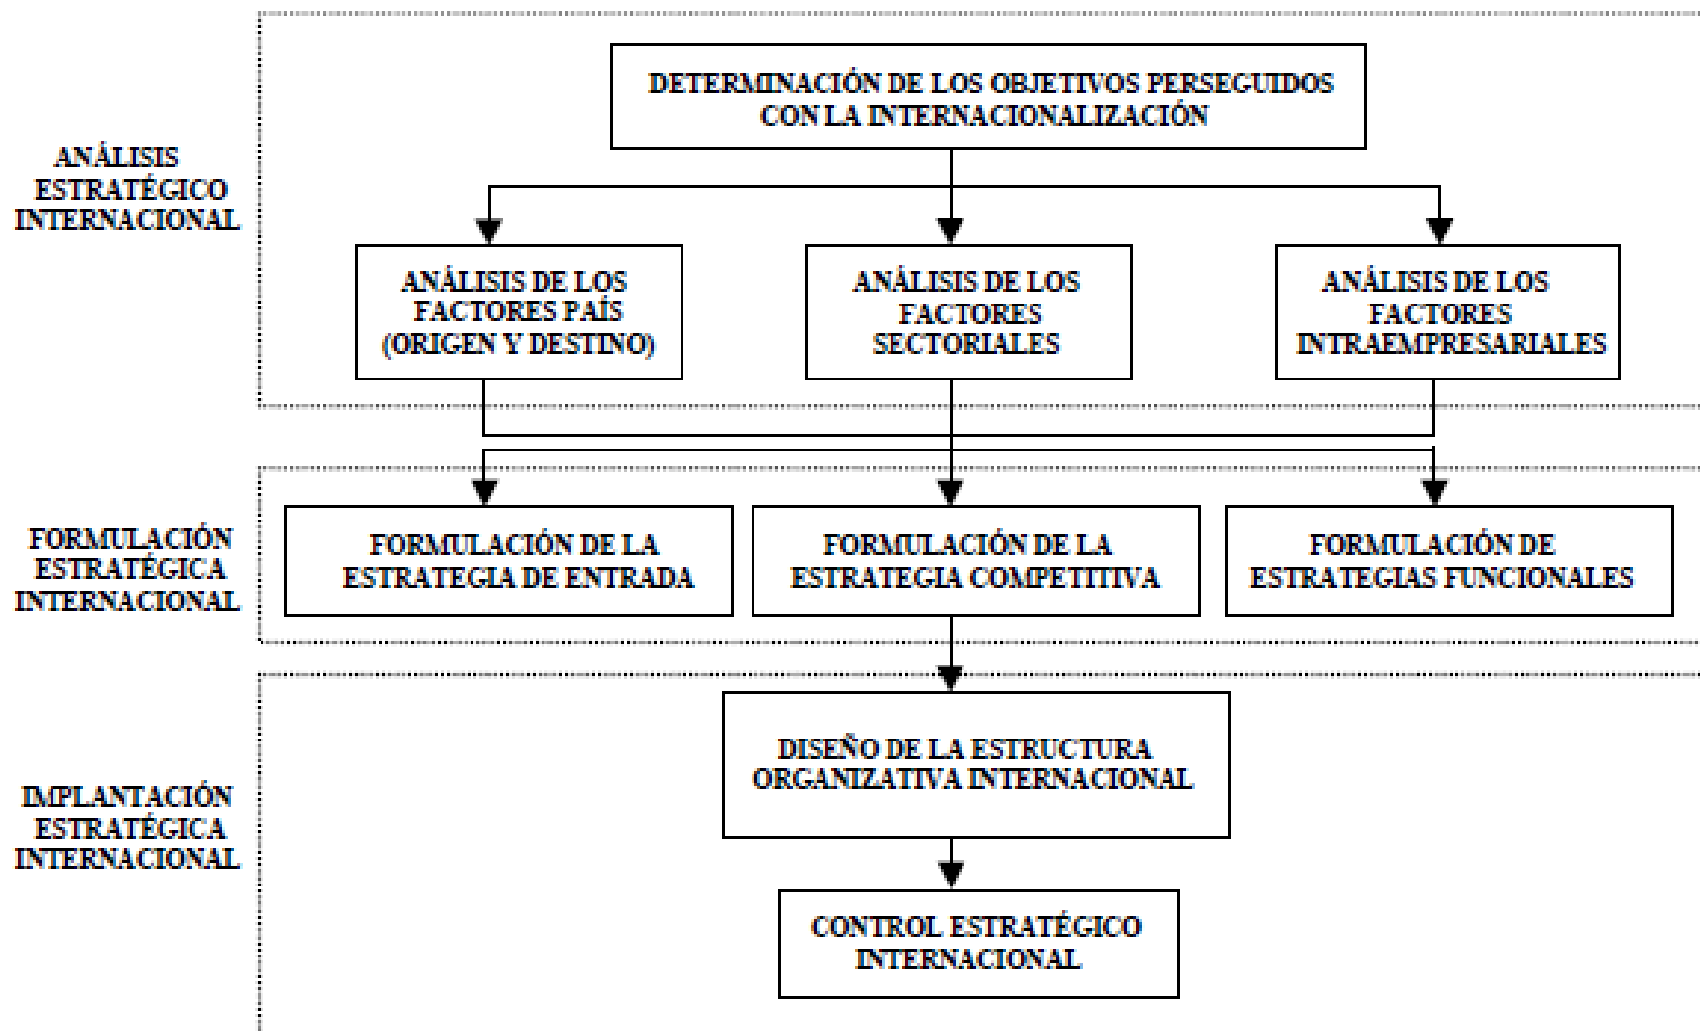 DETERMINACIÓN DE LOS OBJETIVOS PERSEGUIDOS
CON LA INTERNACIONALIZACIÓN
ANÁLISIS
ESTRATÉGICO
INTERNACIONAL
ANÁLISIS DE LOS
FACTORES PAÍS
(ORIGEN Y DESTINO)
ANÁLISIS DE LOS
FACTORES
SECTORIALES
ANÁLISIS DE LOS
FACTORES
INTRAEMPRESARIALES
FORMULACIÓN
ESTRATÉGICA
INTERNACIONAL
FORMULACIÓN DE LA
ESTRATEGIA DE ENTRADA
FORMULACIÓN DE LA
ESTRATEGIA COMPETITIVA
FORMULACIÓN DE
ESTRATEGIAS FUNCIONALES
IMPLANTACIÓN
ESTRATÉGICA
INTERNACIONAL
DISEÑO DE LA ESTRUCTURA
ORGANIZATIVA INTERNACIONAL
CONTROL ESTRATÉGICO
INTERNACIONAL